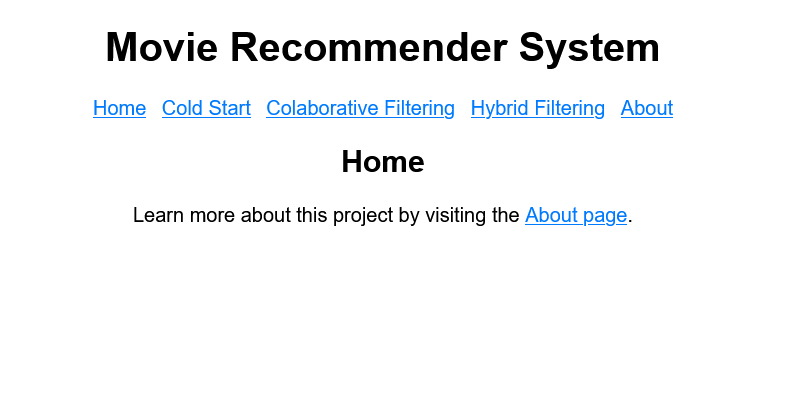 Movie Recommender System
Home Cold Start Colaborative Filtering Hybrid Filtering About
Home
Learn more about this project by visiting the About page.